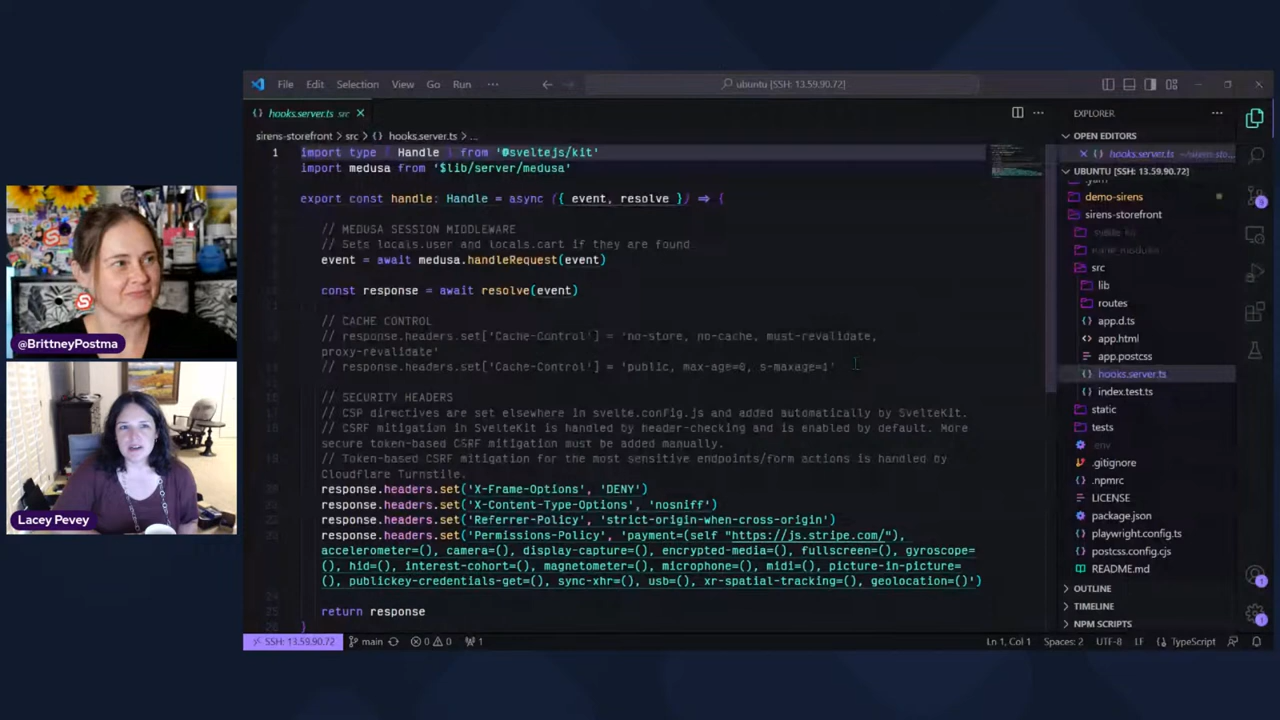 File Edit Selection View Go Run ···
ubuntu [SSH: 13.59.90.72]
hooks.server.ts src
EXPLORER
sirens-storefront > src > hooks.server.ts > ...
OPEN EDITORS
hooks.server.ts ~/sirens-sto...
UBUNTU [SSH: 13.59.90.72]
demo-sirens
sirens-storefront
src
lib
routes
app.d.ts
app.html
app.postcss
hooks.server.ts
index.test.ts
static
tests
.env
.gitignore
.npmrc
LICENSE
package.json
playwright.config.ts
postcss.config.cjs
README.md
OUTLINE
TIMELINE
NPM SCRIPTS
1 import type { Handle } from '@sveltejs/kit'
import medusa from '$lib/server/medusa'
export const handle: Handle = async ({ event, resolve }) => {
// MEDUSA SESSION MIDDLEWARE
// Sets locals.user and locals.cart if they are found
event = await medusa.handleRequest(event)
const response = await resolve(event)
// CACHE CONTROL
// response.headers.set['Cache-Control'] = 'no-store, no-cache, must-revalidate,
proxy-revalidate'
// response.headers.set['Cache-Control'] = 'public, max-age=0, s-maxage=1'
// SECURITY HEADERS
// CSP directives are set elsewhere in svelte.config.js and added automatically by SvelteKit.
// CSRF mitigation in SvelteKit is handled by header-checking and is enabled by default. More
secure token-based CSRF mitigation must be added manually.
// Token-based CSRF mitigation for the most sensitive endpoints/form actions is handled by
Cloudflare Turnstile.
response.headers.set('X-Frame-Options', 'DENY')
response.headers.set('X-Content-Type-Options', 'nosniff')
response.headers.set('Referrer-Policy', 'strict-origin-when-cross-origin')
response.headers.set('Permissions-Policy', 'payment=(self "https://js.stripe.com/"),
accelerometer=(), camera=(), display-capture=(), encrypted-media=(), fullscreen=(), gyroscope=
(), hid=(), interest-cohort=(), magnetometer=(), microphone=(), midi=(), picture-in-picture=
(), publickey-credentials-get=(), sync-xhr=(), usb=(), xr-spatial-tracking=(), geolocation=()')
return response
}
@BrittneyPostma
Lacey Pevey
SSH: 13.59.90.72 main 0 0 1 Ln 1, Col 1 Spaces: 2 UTF-8 LF TypeScript